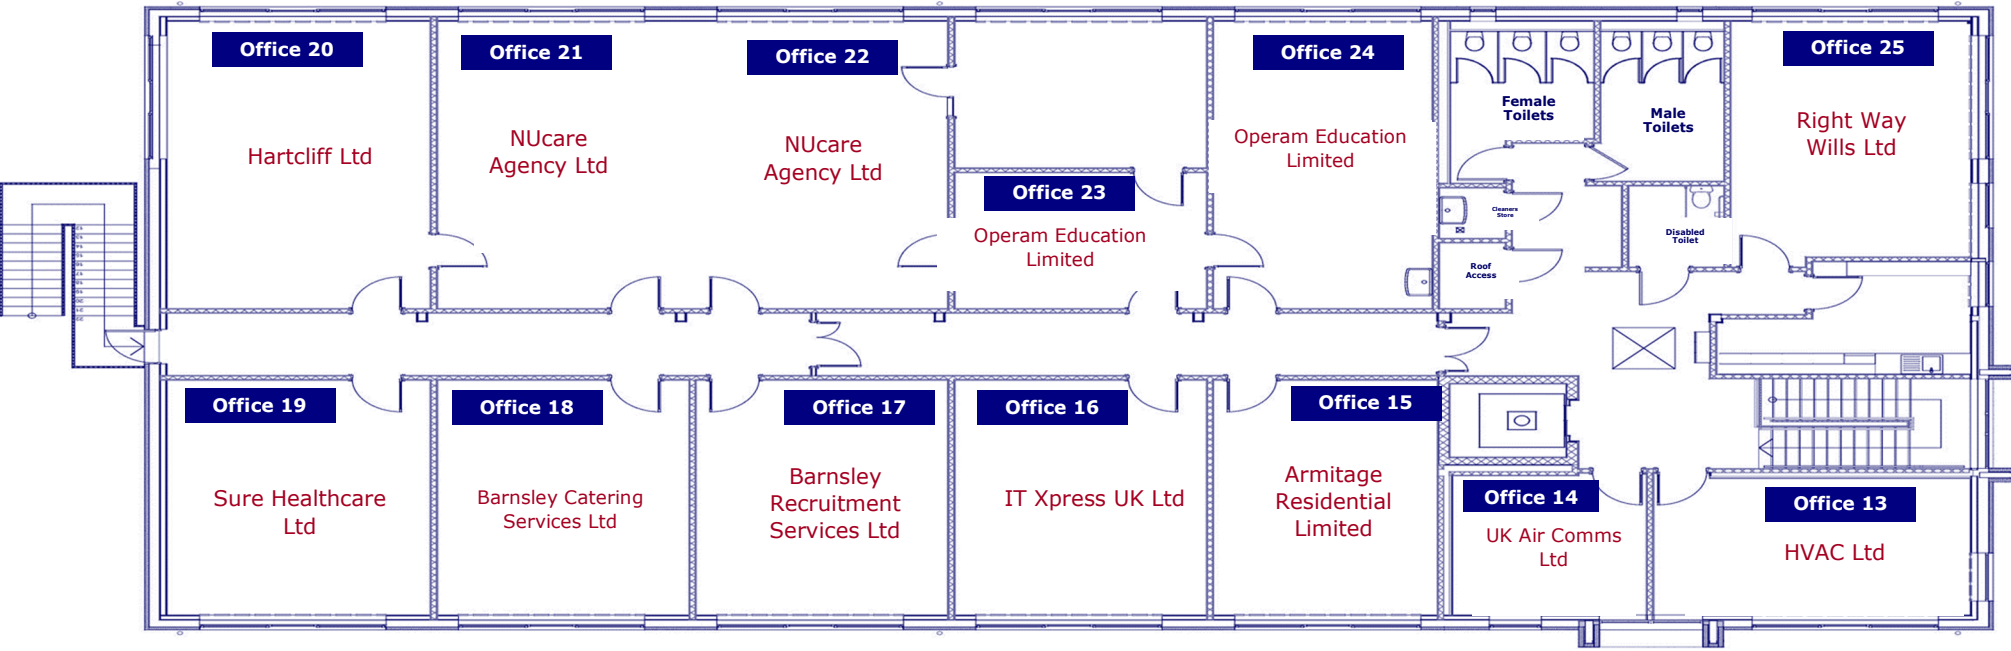 Office 20
Hartcliff Ltd
Office 21
NUcare
Agency Ltd
Office 22
NUcare
Agency Ltd
Office 23
Operam Education
Limited
Office 24
Operam Education
Limited
Female
Toilets
Male
Toilets
Cleaners
Store
Roof
Access
Disabled
Toilet
Office 25
Right Way
Wills Ltd
Office 19
Sure Healthcare
Ltd
Office 18
Barnsley Catering
Services Ltd
Office 17
Barnsley
Recruitment
Services Ltd
Office 16
IT Xpress UK Ltd
Office 15
Armitage
Residential
Limited
Office 14
UK Air Comms
Ltd
Office 13
HVAC Ltd